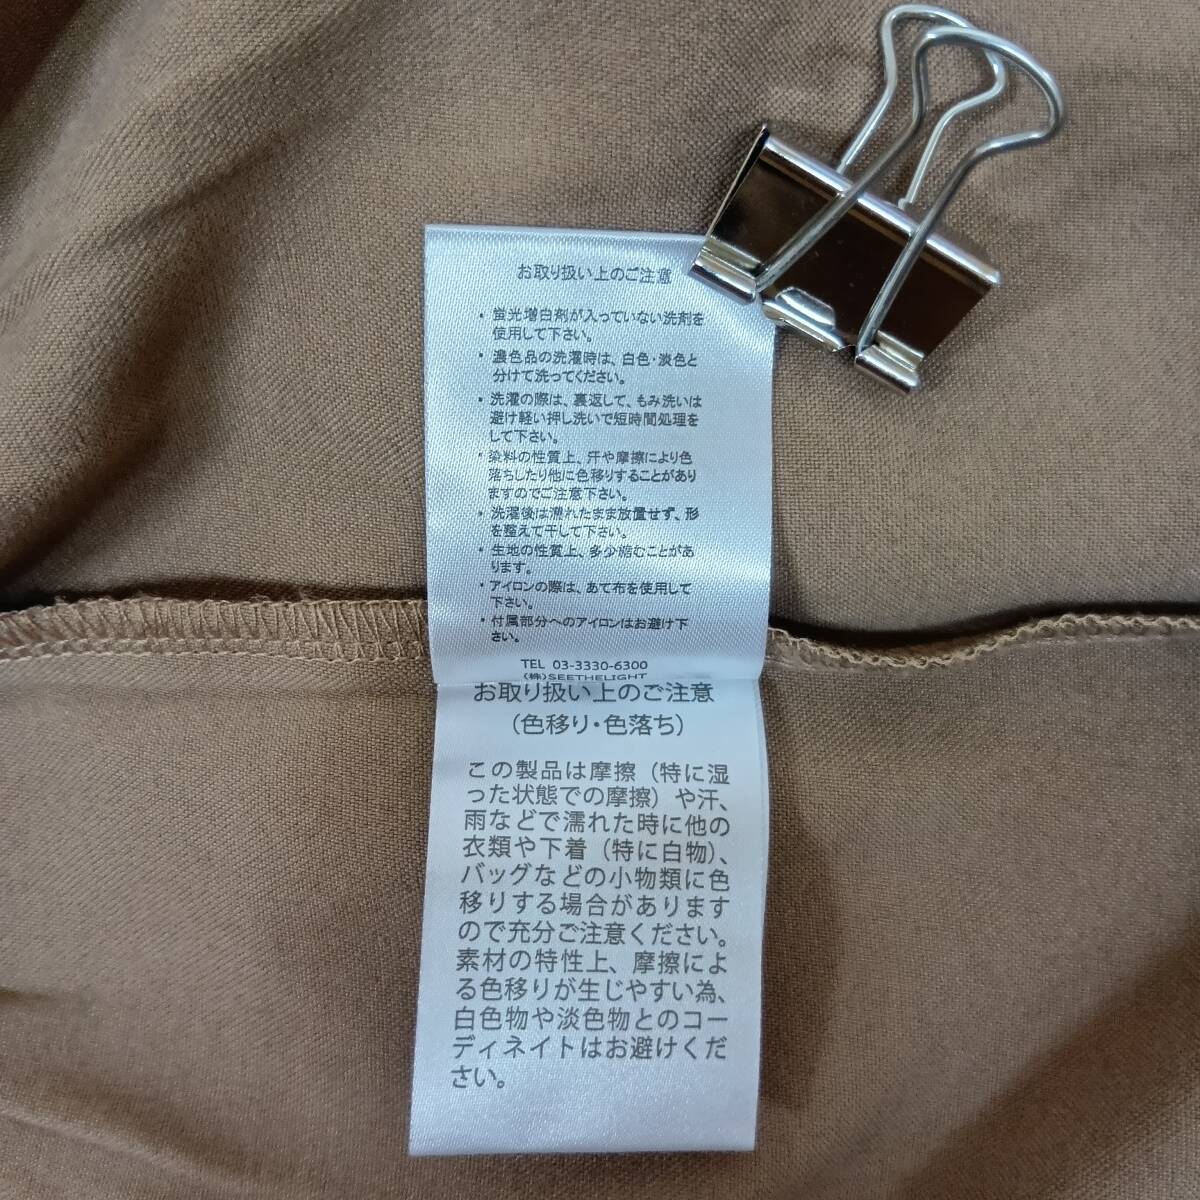 お取り扱い上のご注意
・蛍光増白剤が入っていない洗剤を
使用して下さい。
・濃色品の洗濯時は、白色・淡色と
分けて洗ってください。
・洗濯の際は、裏返して、もみ洗いは
避け軽い押し洗いで短時間処理を
して下さい。
・染料の性質上、汗や摩擦により色
落ちしたり他に色移りすることがあり
ますのでご注意下さい。
・洗濯後は濡れたまま放置せず、形
を整えて干して下さい。
・生地の性質上、多少縮むことがあ
ります。
・アイロンの際は、あて布を使用して
下さい。
・付属部分へのアイロンはお避け下
さい。
TEL 03-3330-6300
(株)SEETHELIGHT
お取り扱い上のご注意
(色移り・色落ち)
この製品は摩擦(特に湿
った状態での摩擦)や汗、
雨などで濡れた時に他の
衣類や下着(特に白物)、
バッグなどの小物類に色
移りする場合があります
ので充分ご注意ください。
素材の特性上、摩擦によ
る色移りが生じやすい為、
白色物や淡色物とのコー
ディネイトはお避けくだ
さい。